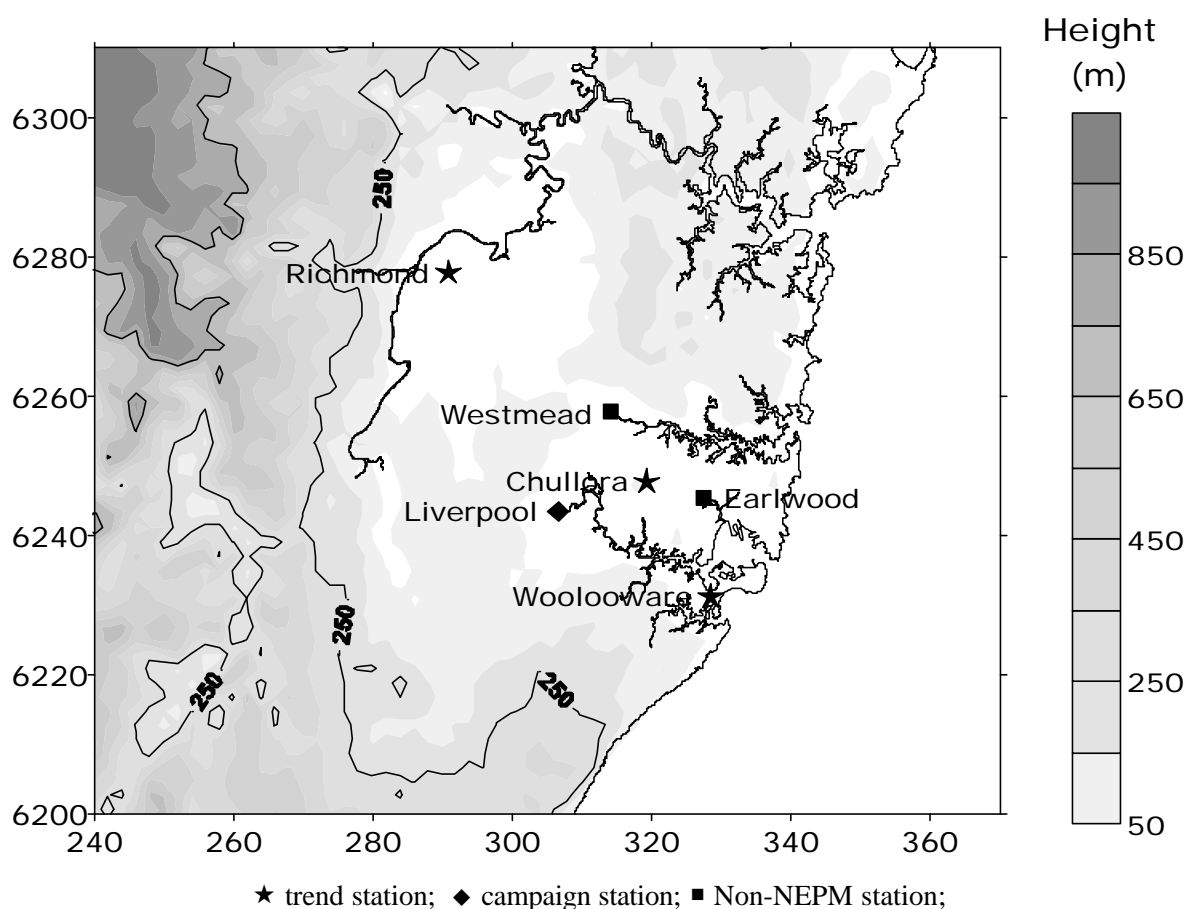 Height
(m)
6300
6280
6260
6240
6220
6200
240
260
280
300
320
340
360
850
650
450
250
50
250
250
250
250
Richmond
Westmead
Chullora
Earlwood
Liverpool
Woolooware
★ trend station; ◆ campaign station; ■ Non-NEPM station;